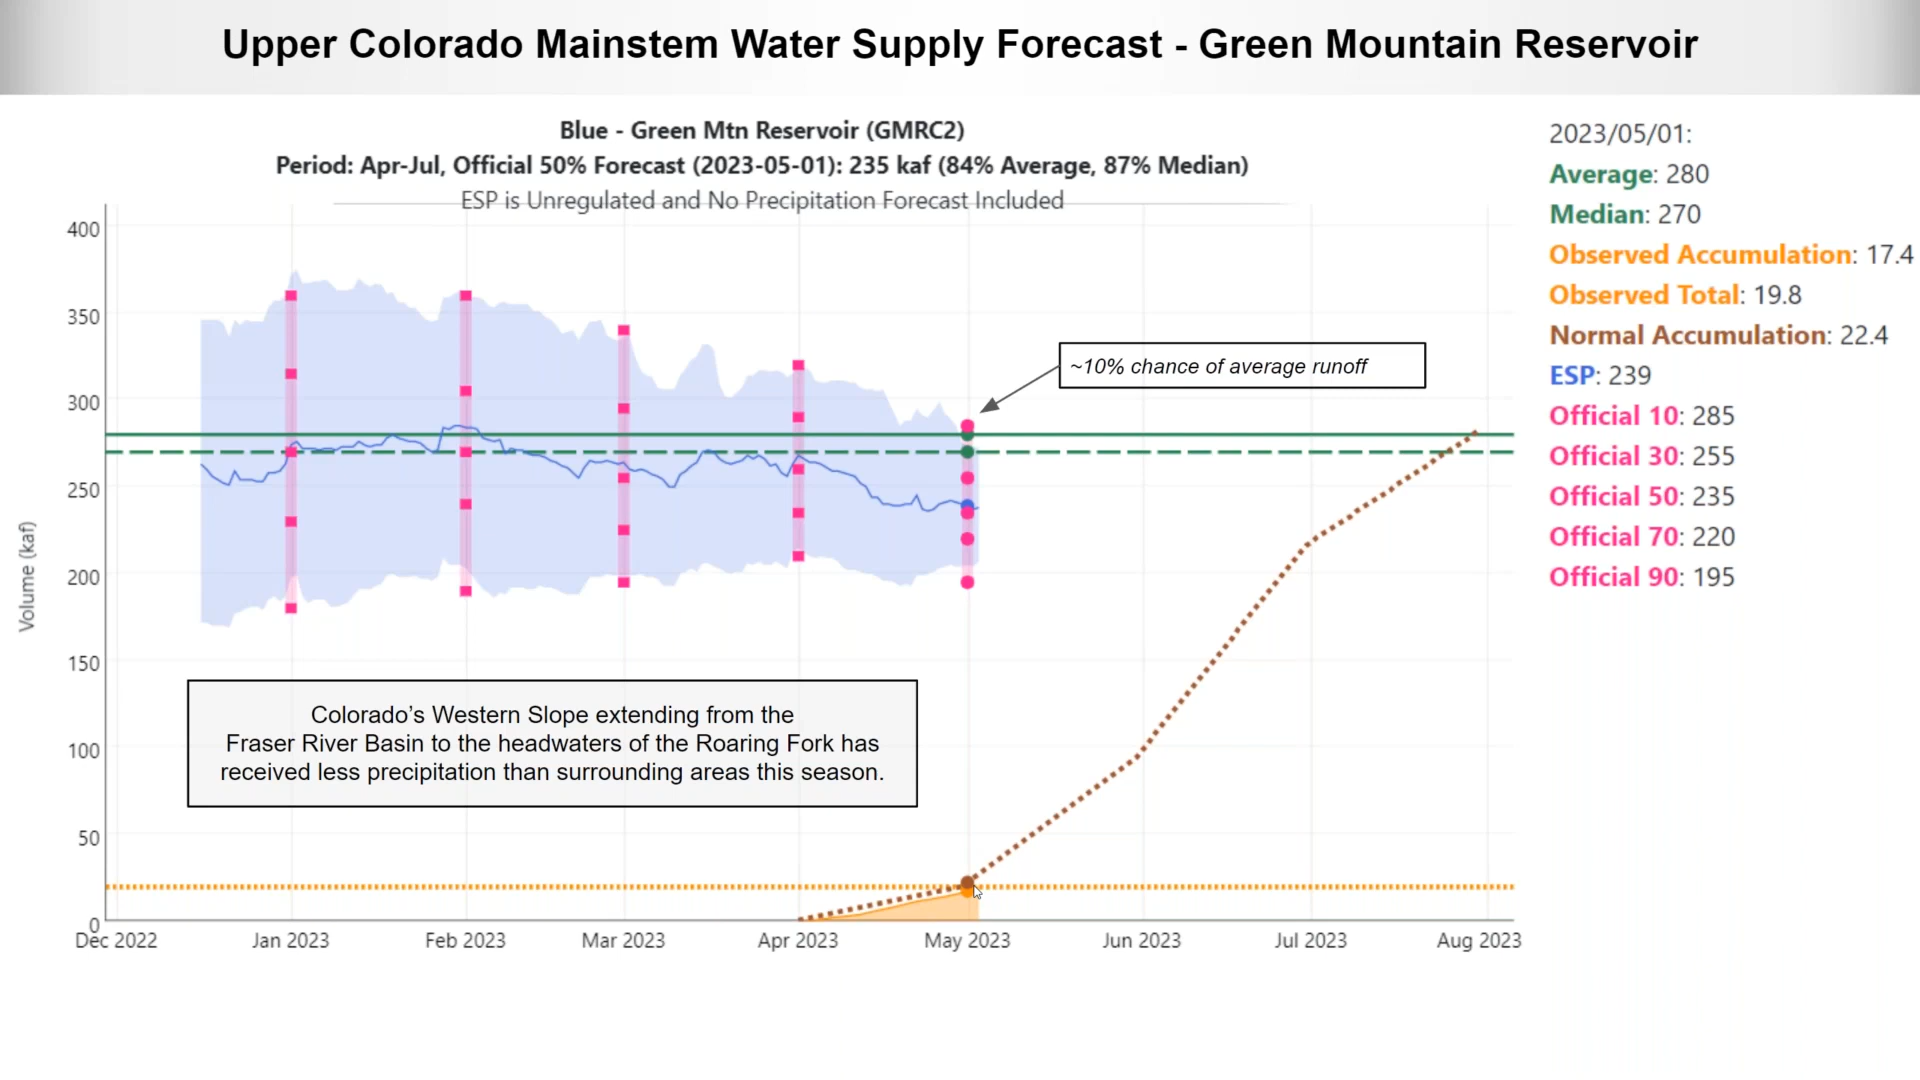 Upper Colorado Mainstem Water Supply Forecast - Green Mountain Reservoir
Blue - Green Mtn Reservoir (GMRC2)
Period: Apr-Jul, Official 50% Forecast (2023-05-01): 235 kaf (84% Average, 87% Median)
ESP is Unregulated and No Precipitation Forecast Included
2023/05/01:
Average: 280
Median: 270
Observed Accumulation: 17.4
Observed Total: 19.8
Normal Accumulation: 22.4
ESP: 239
Official 10: 285
Official 30: 255
Official 50: 235
Official 70: 220
Official 90: 195
~10% chance of average runoff
Colorado’s Western Slope extending from the
Fraser River Basin to the headwaters of the Roaring Fork has
received less precipitation than surrounding areas this season.
Volume (kaf)
400
350
300
250
200
150
100
50
0
Dec 2022
Jan 2023
Feb 2023
Mar 2023
Apr 2023
May 2023
Jun 2023
Jul 2023
Aug 2023